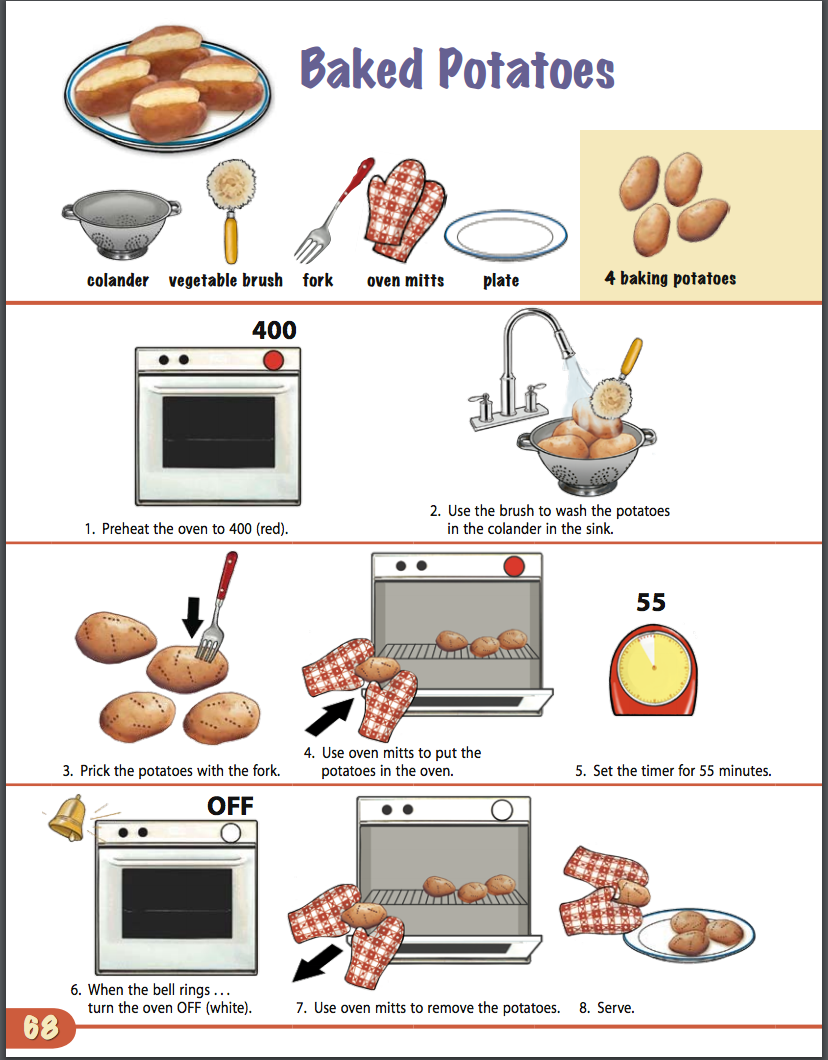 Baked Potatoes
colander
vegetable brush
fork
oven mitts
plate
4 baking potatoes
400
1. Preheat the oven to 400 (red).
2. Use the brush to wash the potatoes
in the colander in the sink.
3. Prick the potatoes with the fork.
4. Use oven mitts to put the
potatoes in the oven.
55
5. Set the timer for 55 minutes.
OFF
6. When the bell rings ...
turn the oven OFF (white).
7. Use oven mitts to remove the potatoes.
8. Serve.
68